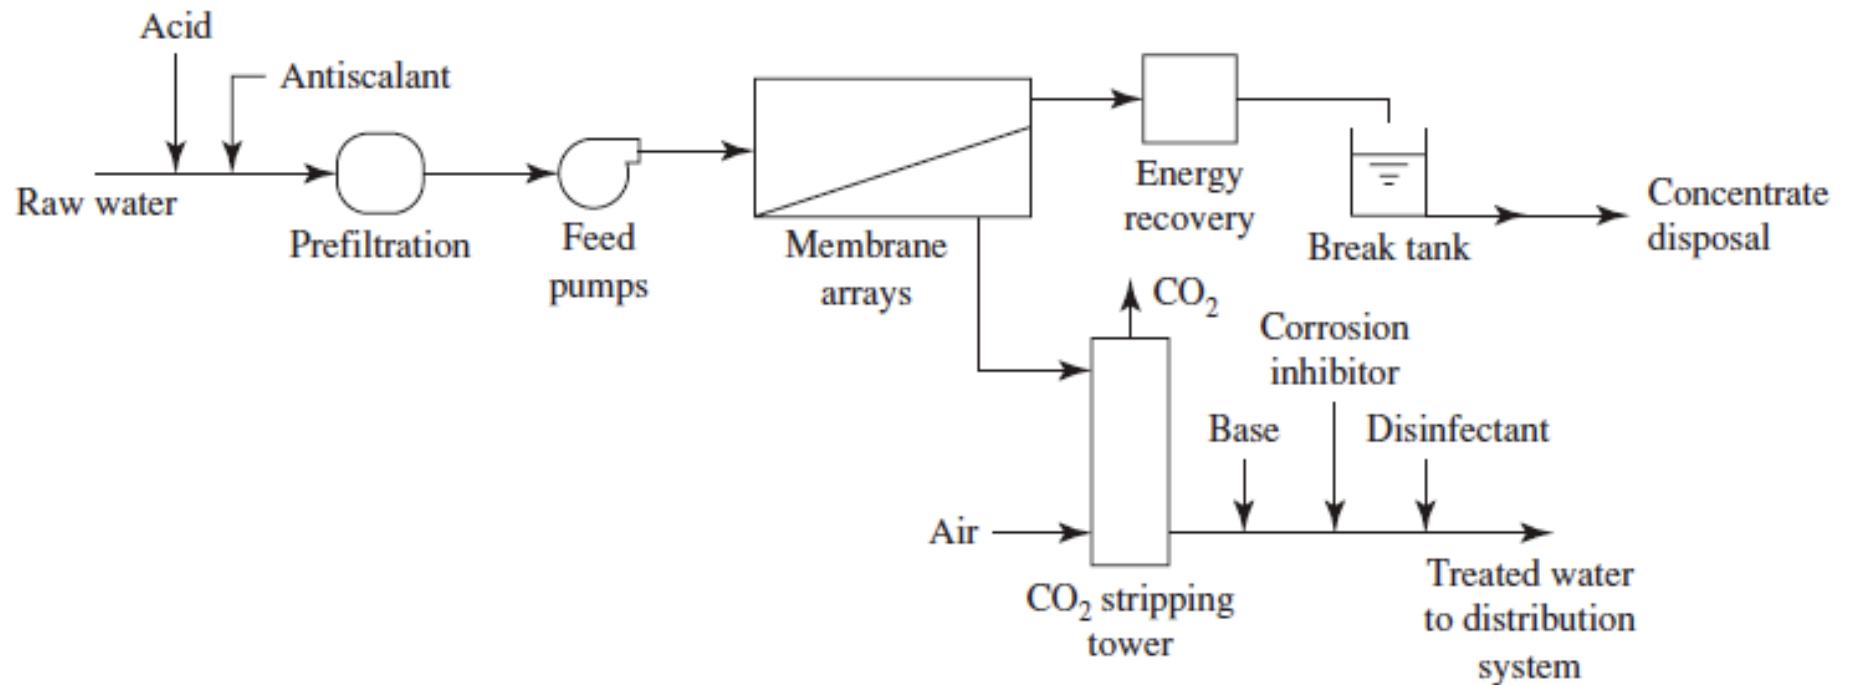 Acid
Antiscalant
Raw water
Prefiltration
Feed
pumps
Membrane
arrays
Energy
recovery
Break tank
Concentrate
disposal
CO₂
Corrosion
inhibitor
Base
Disinfectant
Air
CO₂ stripping
tower
Treated water
to distribution
system